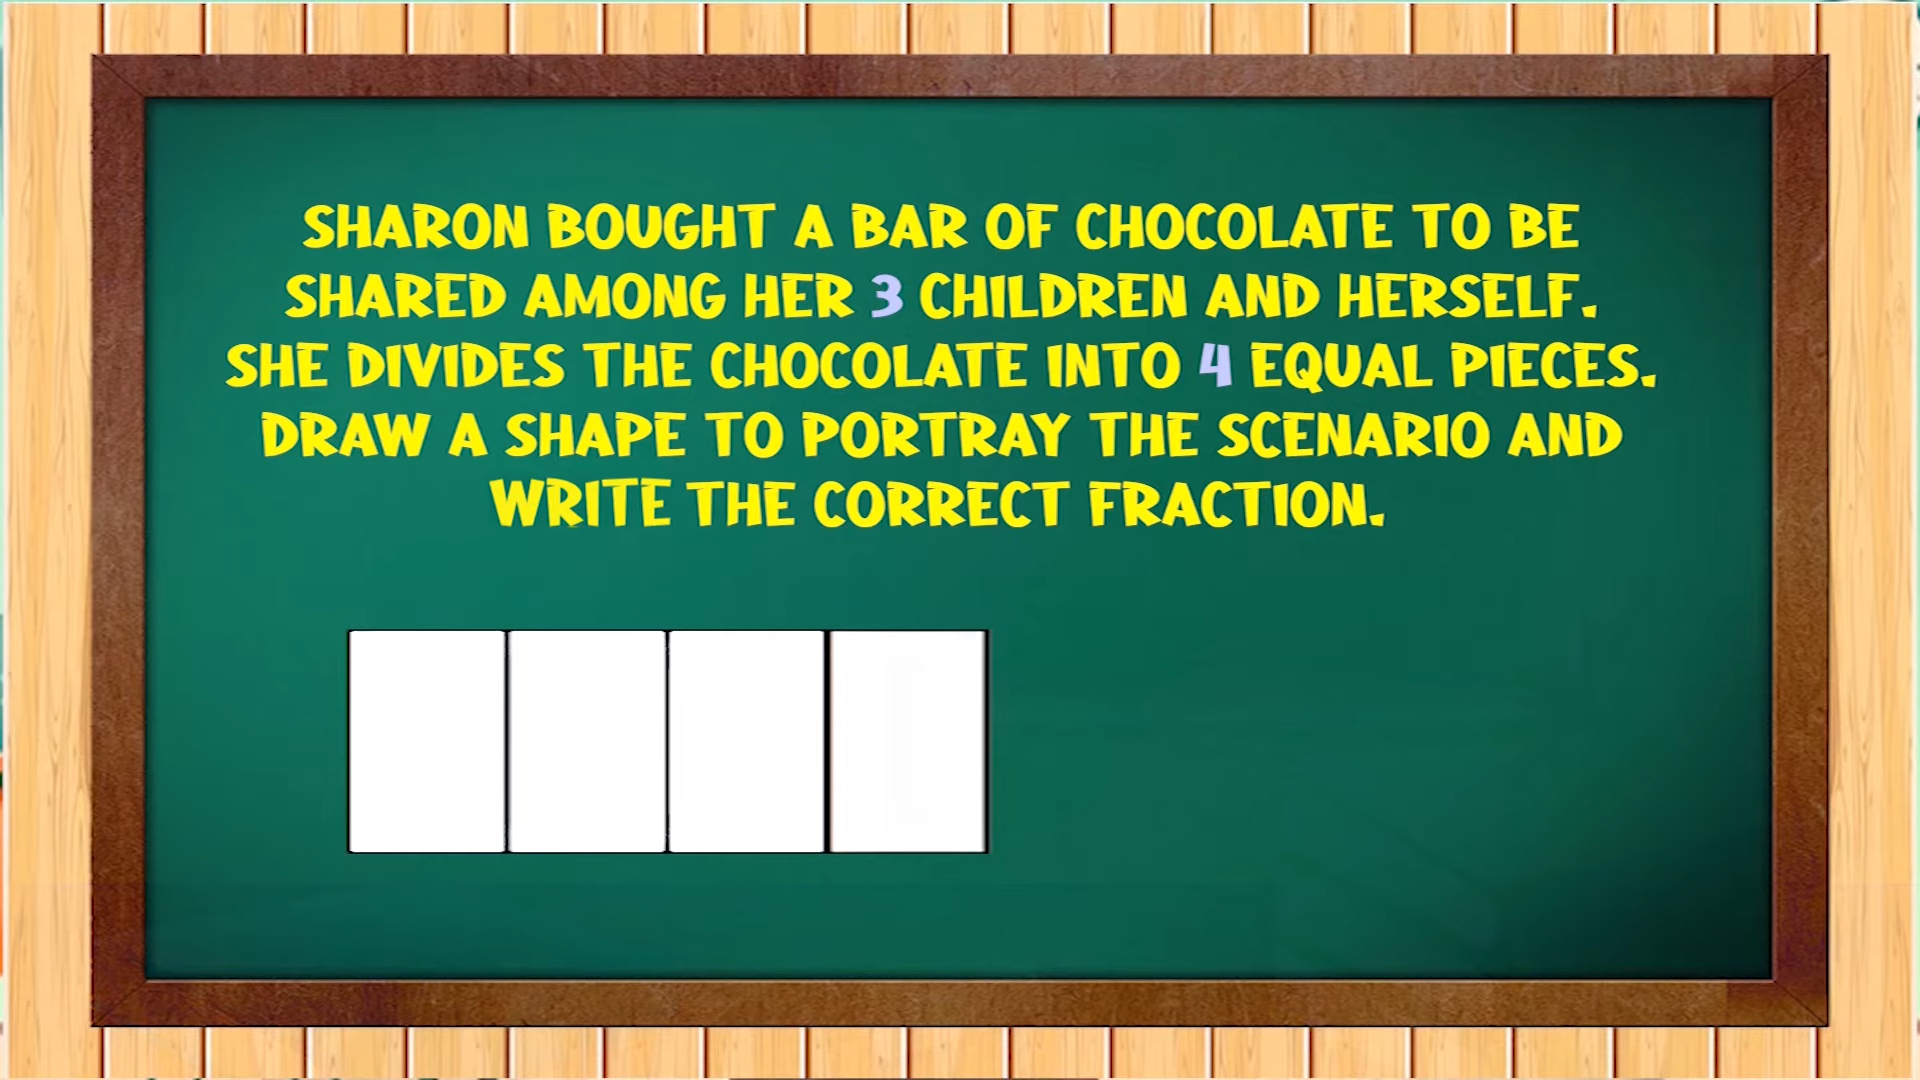 SHARON BOUGHT A BAR OF CHOCOLATE TO BE
SHARED AMONG HER 3 CHILDREN AND HERSELF.
SHE DIVIDES THE CHOCOLATE INTO 4 EQUAL PIECES.
DRAW A SHAPE TO PORTRAY THE SCENARIO AND
WRITE THE CORRECT FRACTION.